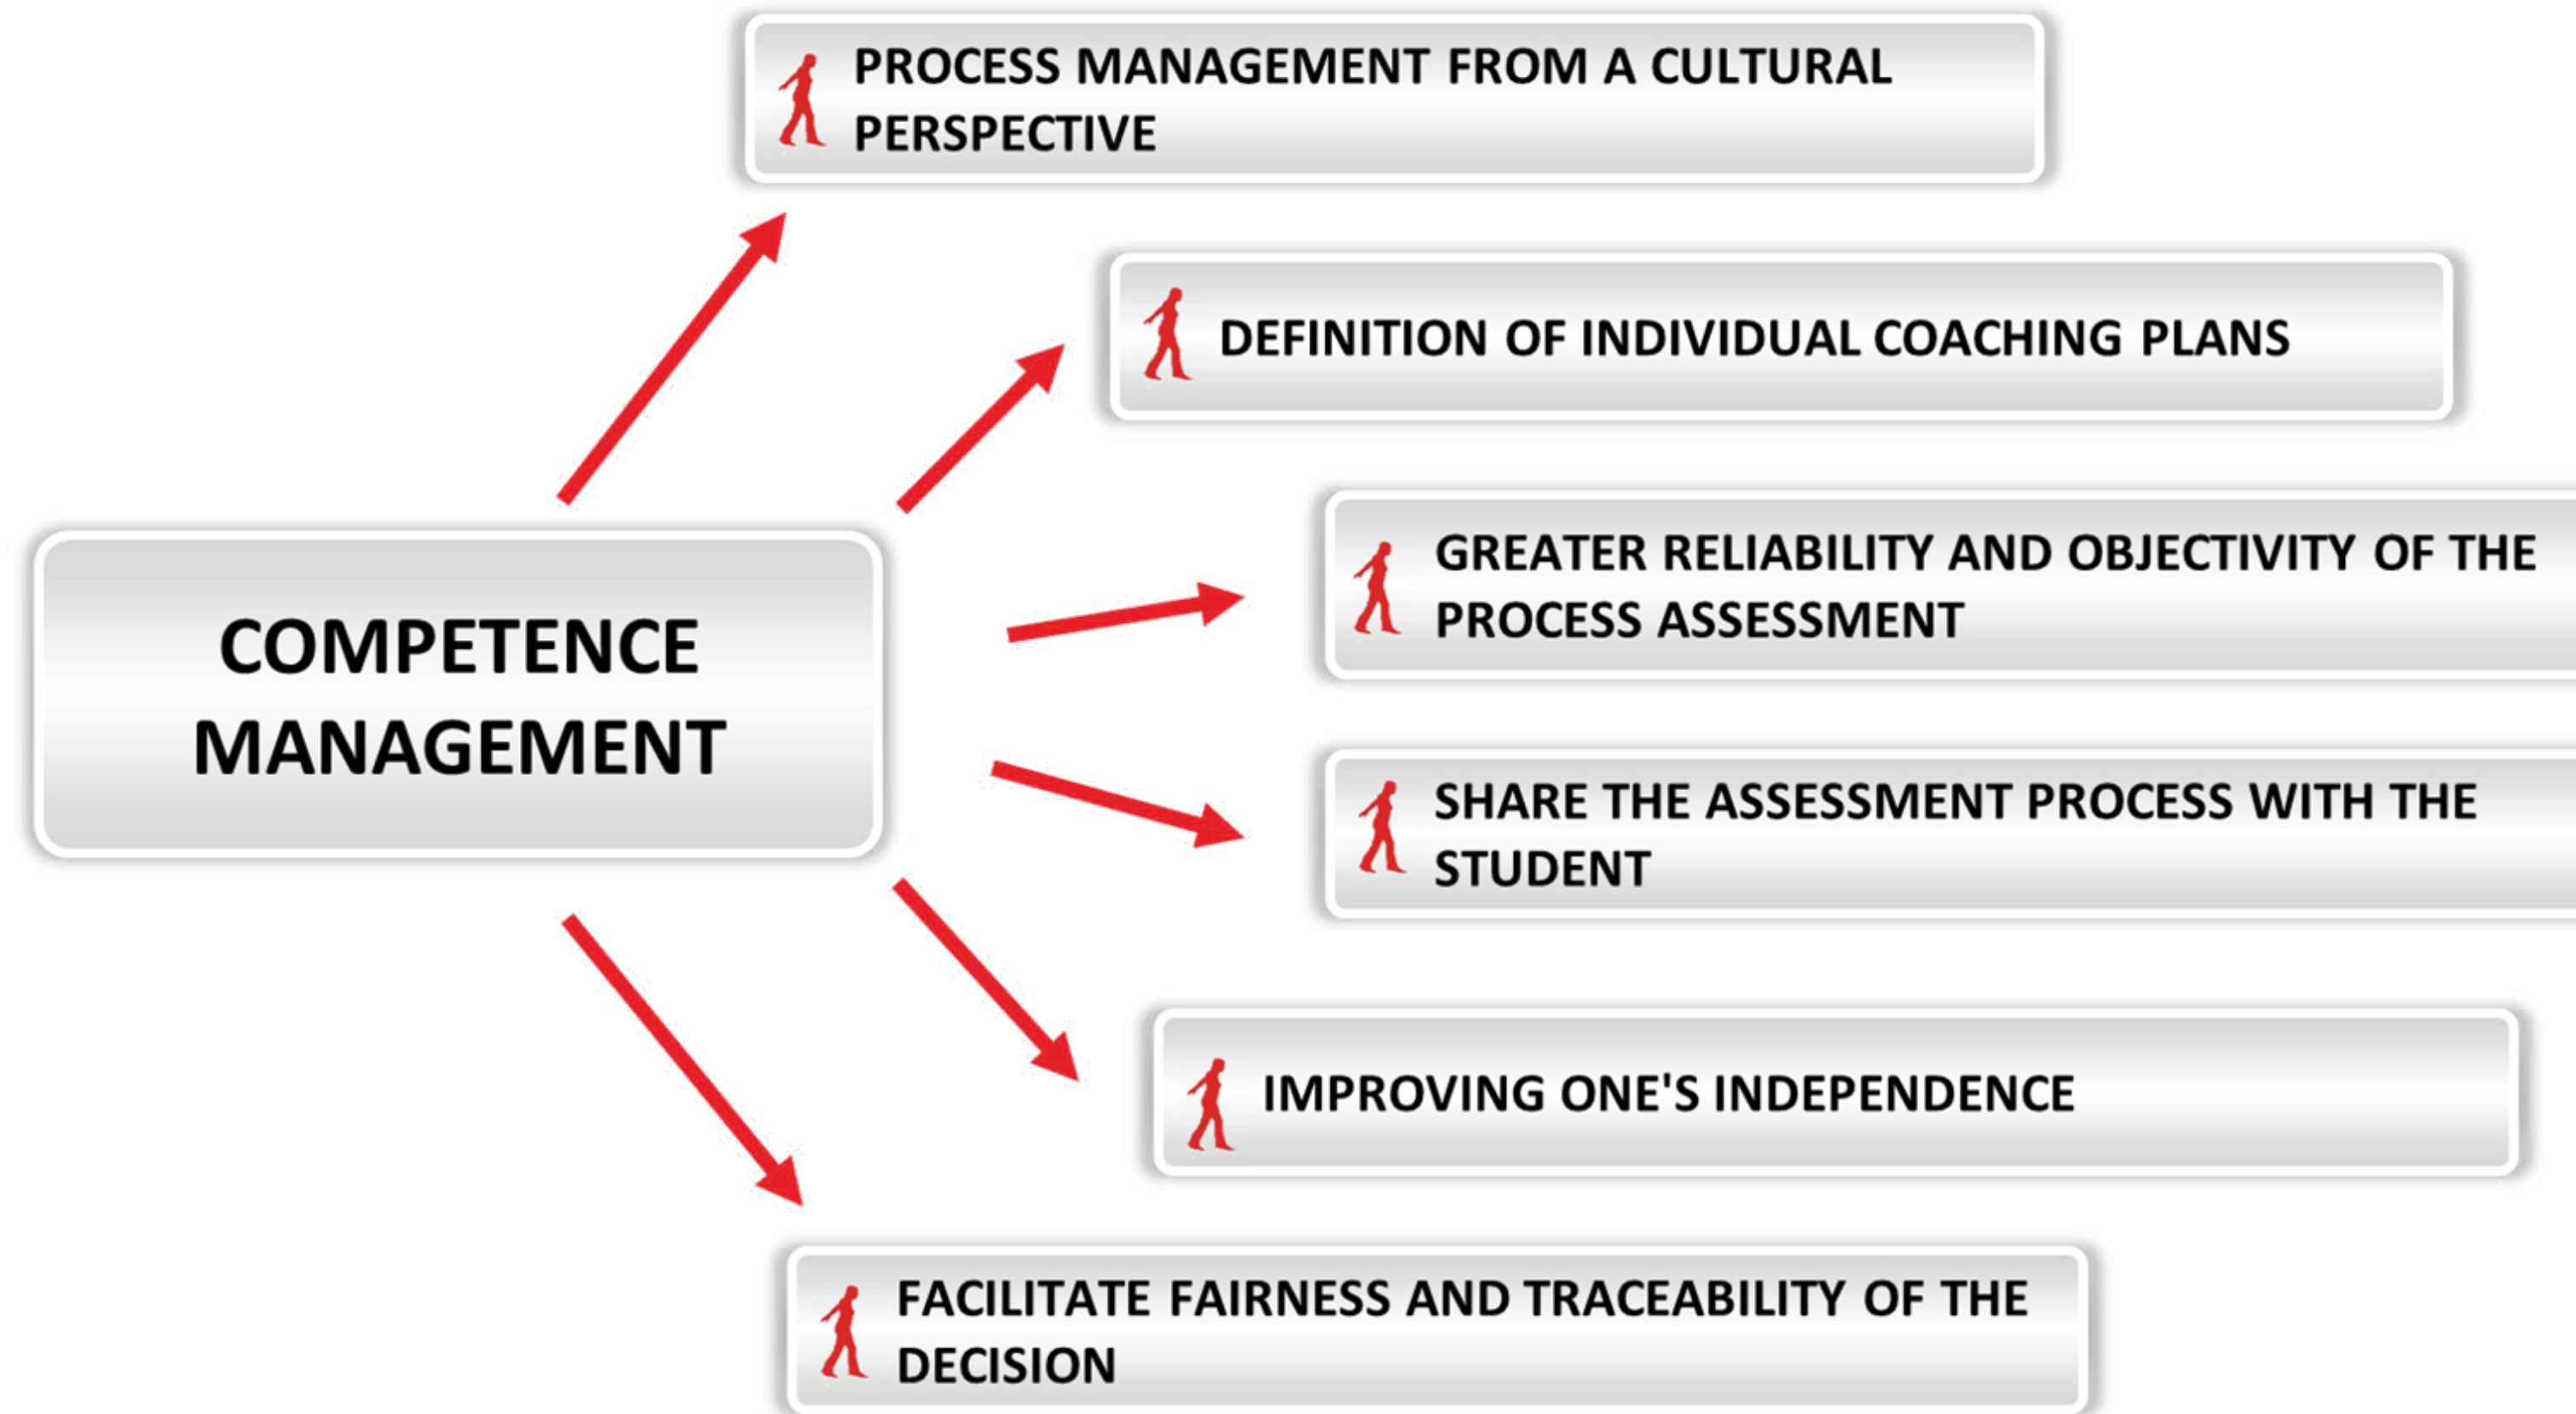 PROCESS MANAGEMENT FROM A CULTURAL
PERSPECTIVE
DEFINITION OF INDIVIDUAL COACHING PLANS
GREATER RELIABILITY AND OBJECTIVITY OF THE
PROCESS ASSESSMENT
COMPETENCE
MANAGEMENT
SHARE THE ASSESSMENT PROCESS WITH THE
STUDENT
IMPROVING ONE'S INDEPENDENCE
FACILITATE FAIRNESS AND TRACEABILITY OF THE
DECISION